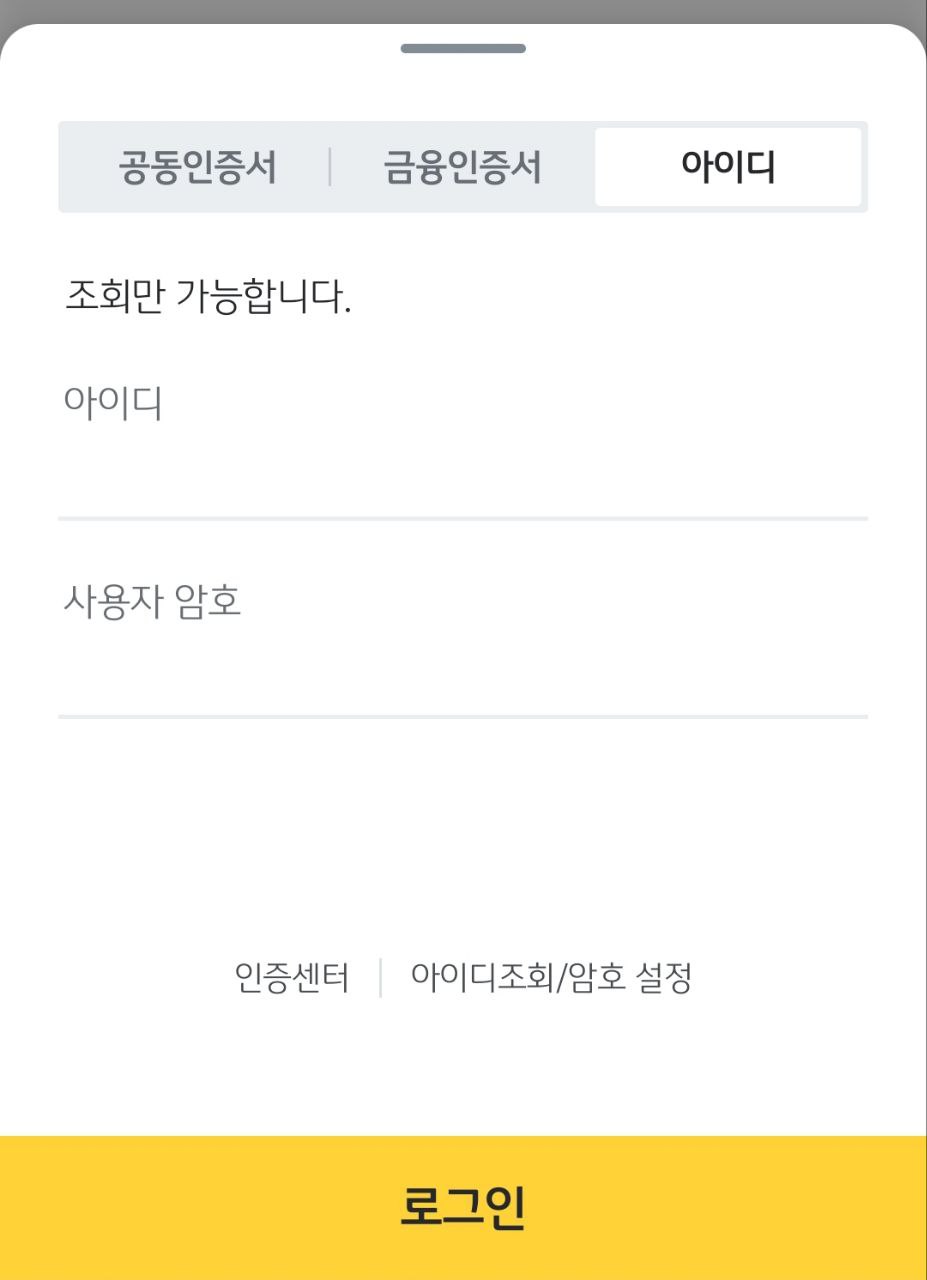 공동인증서 | 금융인증서 아이디
조회만 가능합니다.
아이디
사용자 암호
인증센터 | 아이디조회/암호 설정
로그인